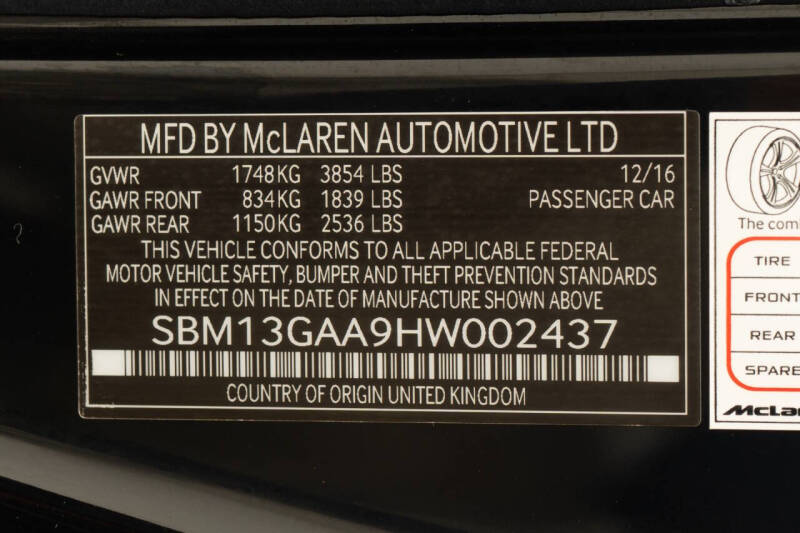 MFD BY McLAREN AUTOMOTIVE LTD
GVWR 1748KG 3854 LBS 12/16
GAWR FRONT 834KG 1839 LBS PASSENGER CAR
GAWR REAR 1150KG 2536 LBS
THIS VEHICLE CONFORMS TO ALL APPLICABLE FEDERAL
MOTOR VEHICLE SAFETY, BUMPER AND THEFT PREVENTION STANDARDS
IN EFFECT ON THE DATE OF MANUFACTURE SHOWN ABOVE
SBM13GAA9HW002437
COUNTRY OF ORIGIN UNITED KINGDOM
The com
TIRE
FRONT
REAR
SPARE
McLar